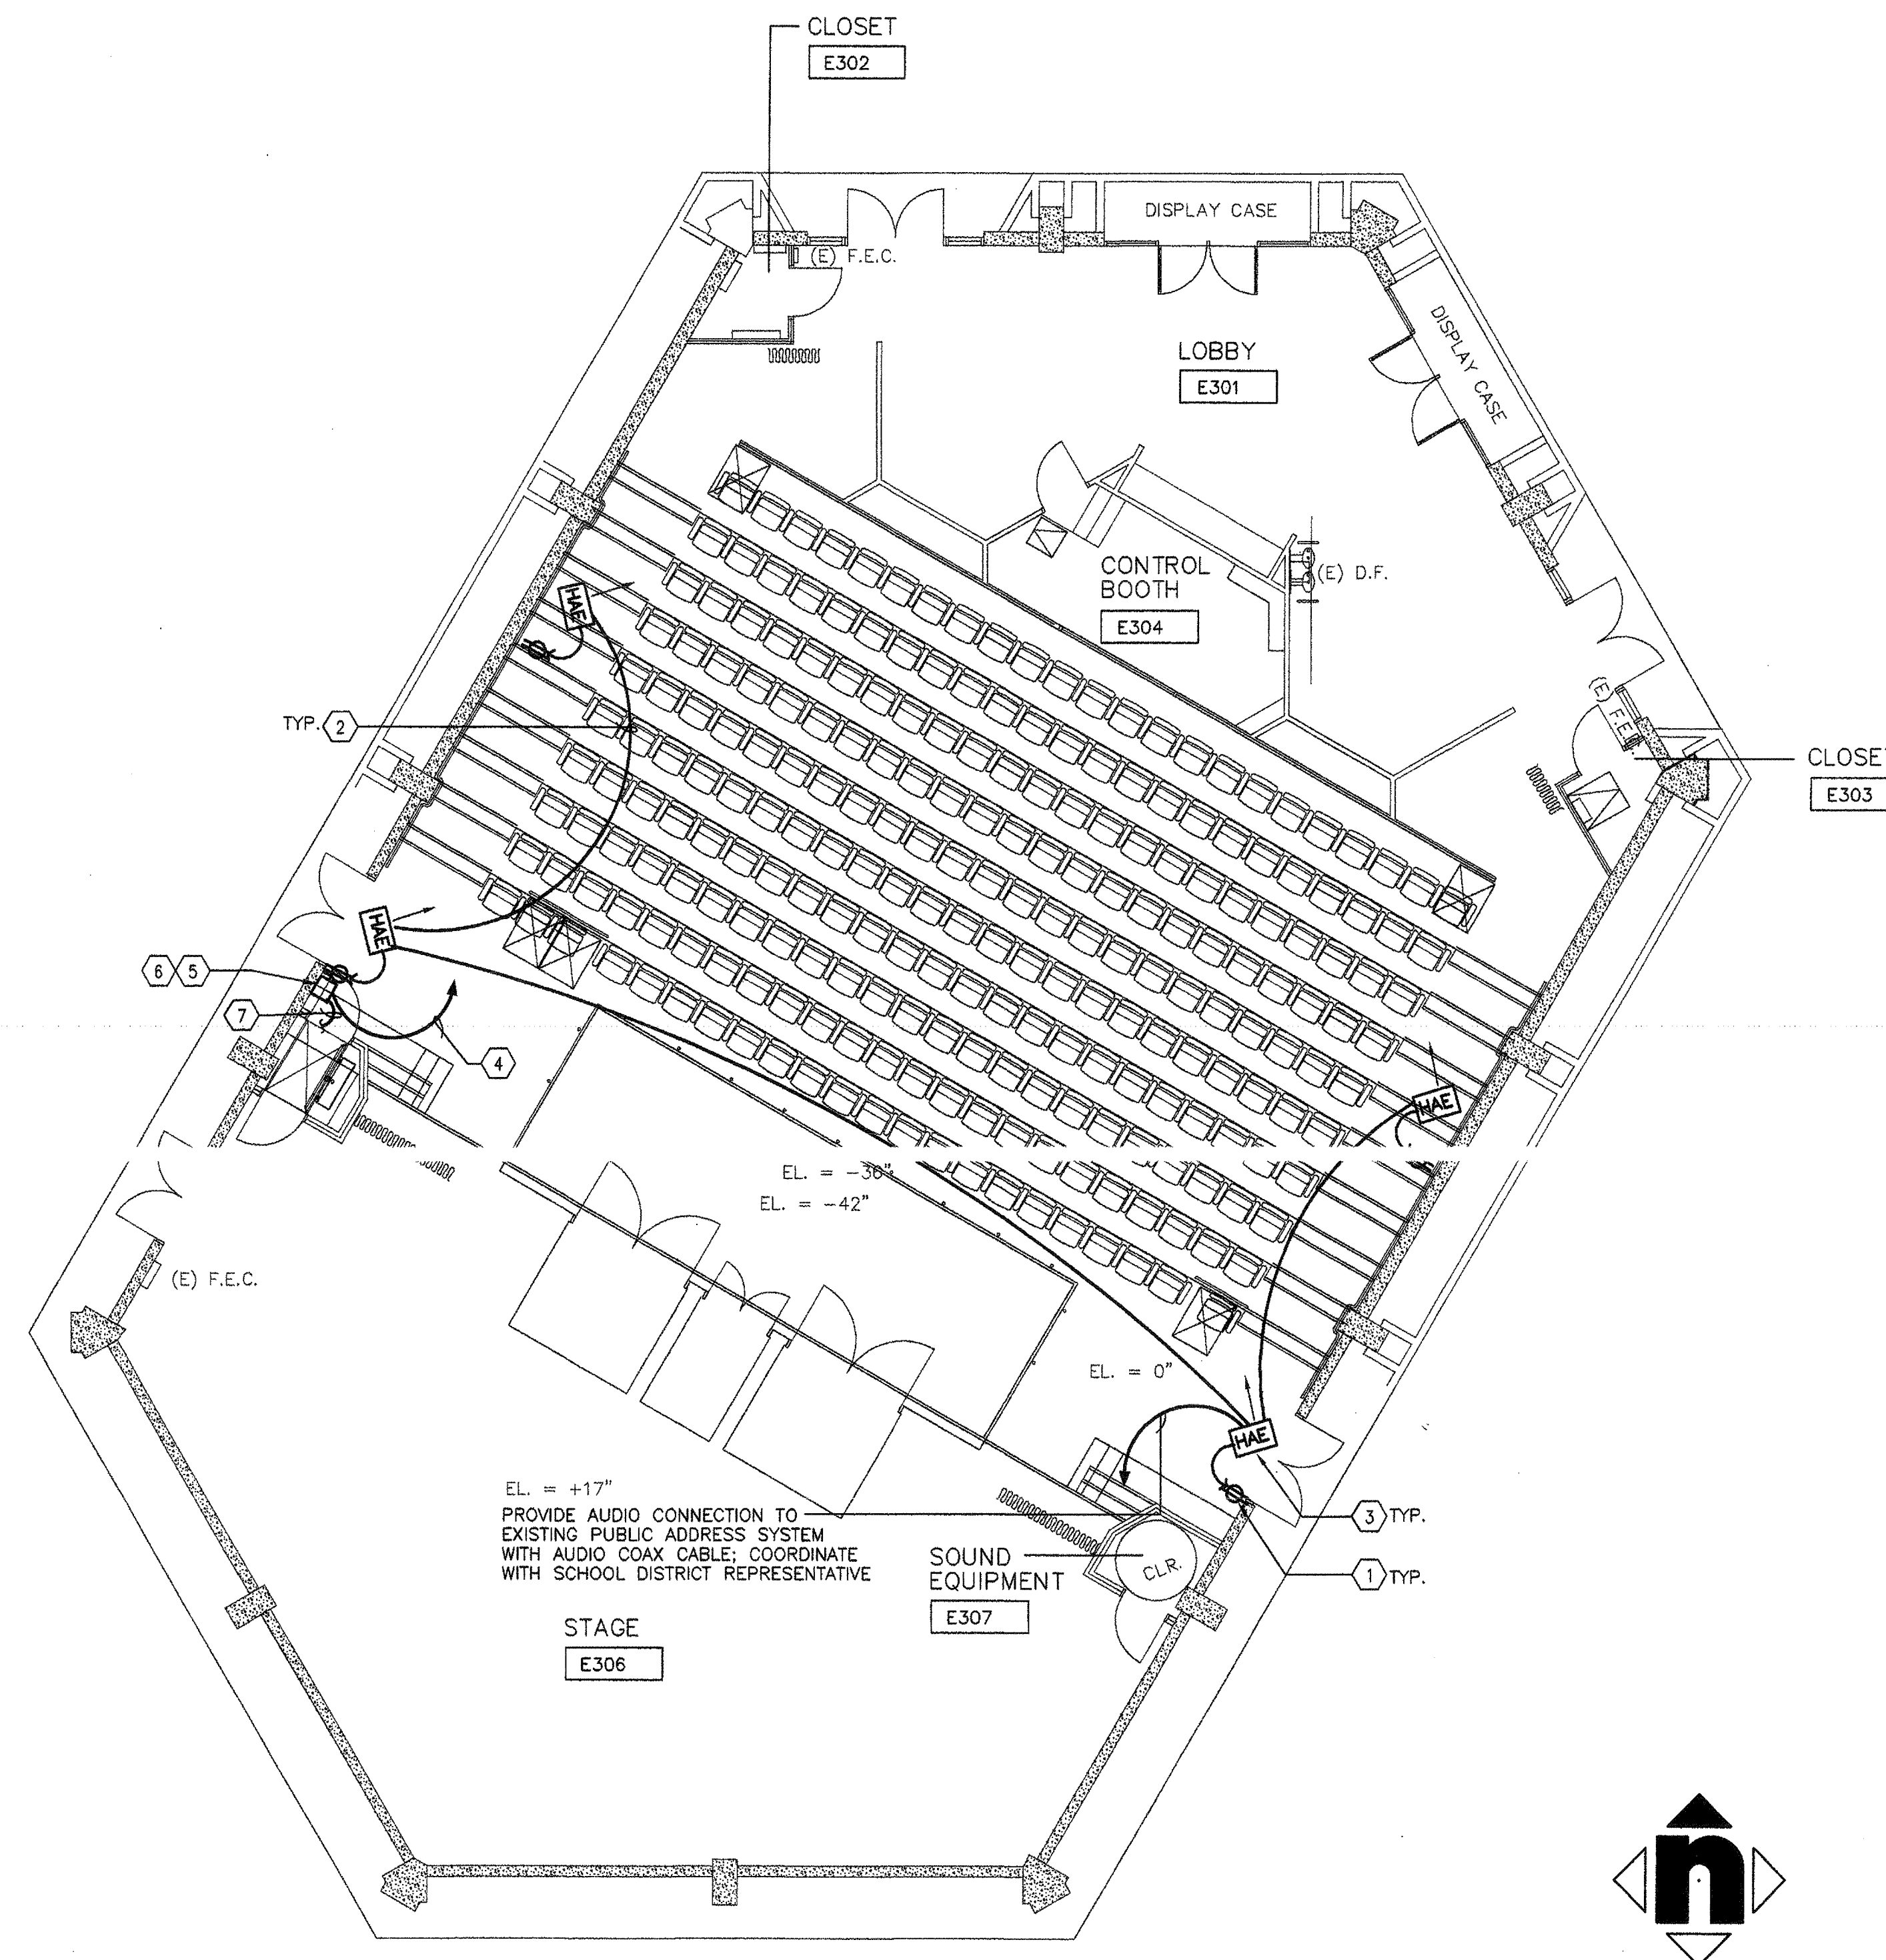 CLOSET
E302
DISPLAY CASE
(E) F.E.C.
DISPLAY CASE
LOBBY
E301
CONTROL
BOOTH
E304
(E) D.F.
HAE
TYP. 2
(E) F.E.
CLOSE
E303
HAE
6 5
7
4
HAE
EL. = -36"
EL. = -42"
(E) F.E.C.
EL. = 0"
HAE
EL. = +17"
PROVIDE AUDIO CONNECTION TO
EXISTING PUBLIC ADDRESS SYSTEM
WITH AUDIO COAX CABLE; COORDINATE
WITH SCHOOL DISTRICT REPRESENTATIVE
3 TYP.
SOUND
EQUIPMENT
E307
CLR.
1 TYP.
STAGE
E306
n